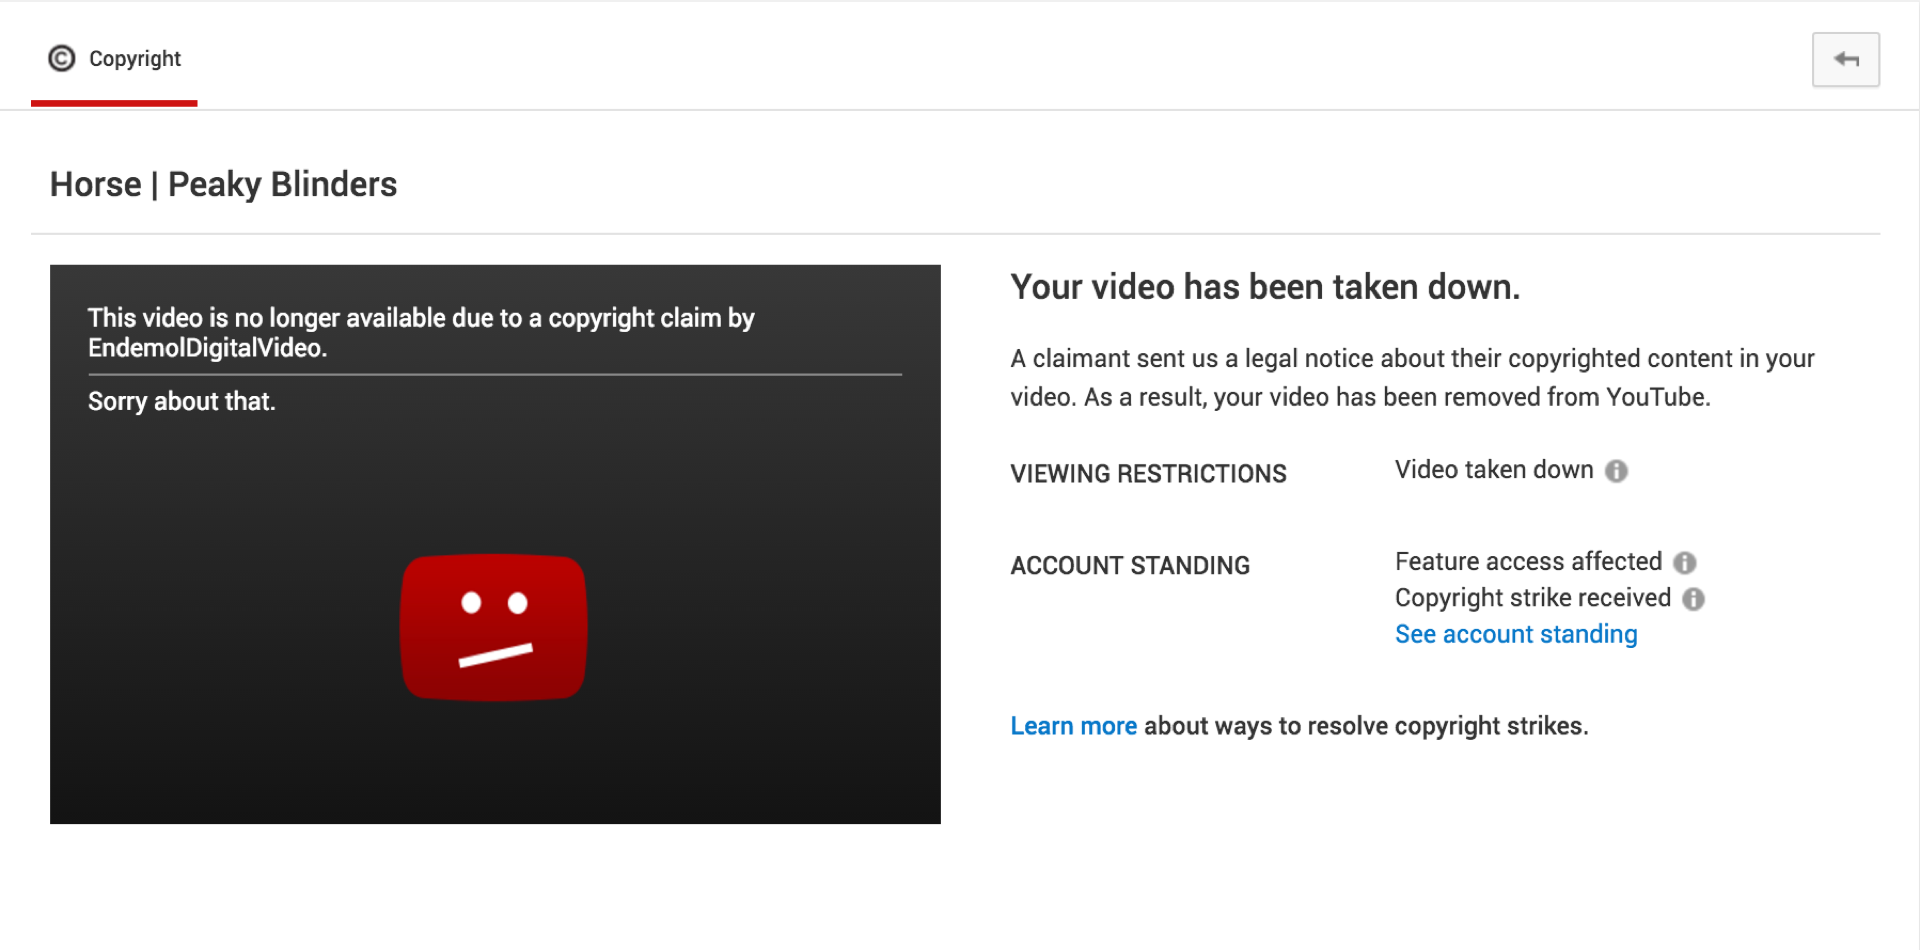 © Copyright
Horse | Peaky Blinders
This video is no longer available due to a copyright claim by
EndemolDigitalVideo.
Sorry about that.
Your video has been taken down.
A claimant sent us a legal notice about their copyrighted content in your
video. As a result, your video has been removed from YouTube.
VIEWING RESTRICTIONS
Video taken down
ACCOUNT STANDING
Feature access affected
Copyright strike received
See account standing
Learn more about ways to resolve copyright strikes.